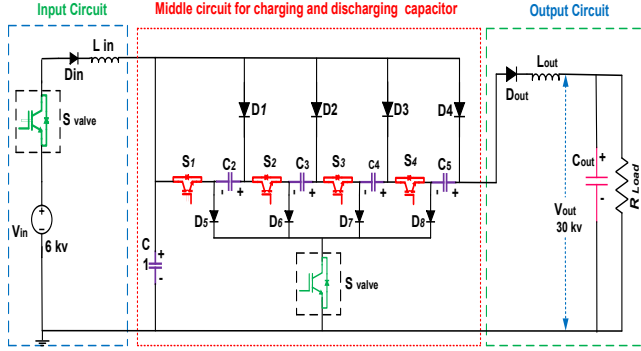 Input Circuit
Middle circuit for charging and discharging capacitor
Output Circuit
L in
Din
S valve
D1
D2
D3
D4
Dout
Lout
S1
C2
S2
C3
S3
C4
S4
C5
- +
- +
- +
- +
D5
D6
D7
D8
Cout
+
-
R Load
Vin
+
-
6 kv
C
1
+
-
S valve
Vout
30 kv